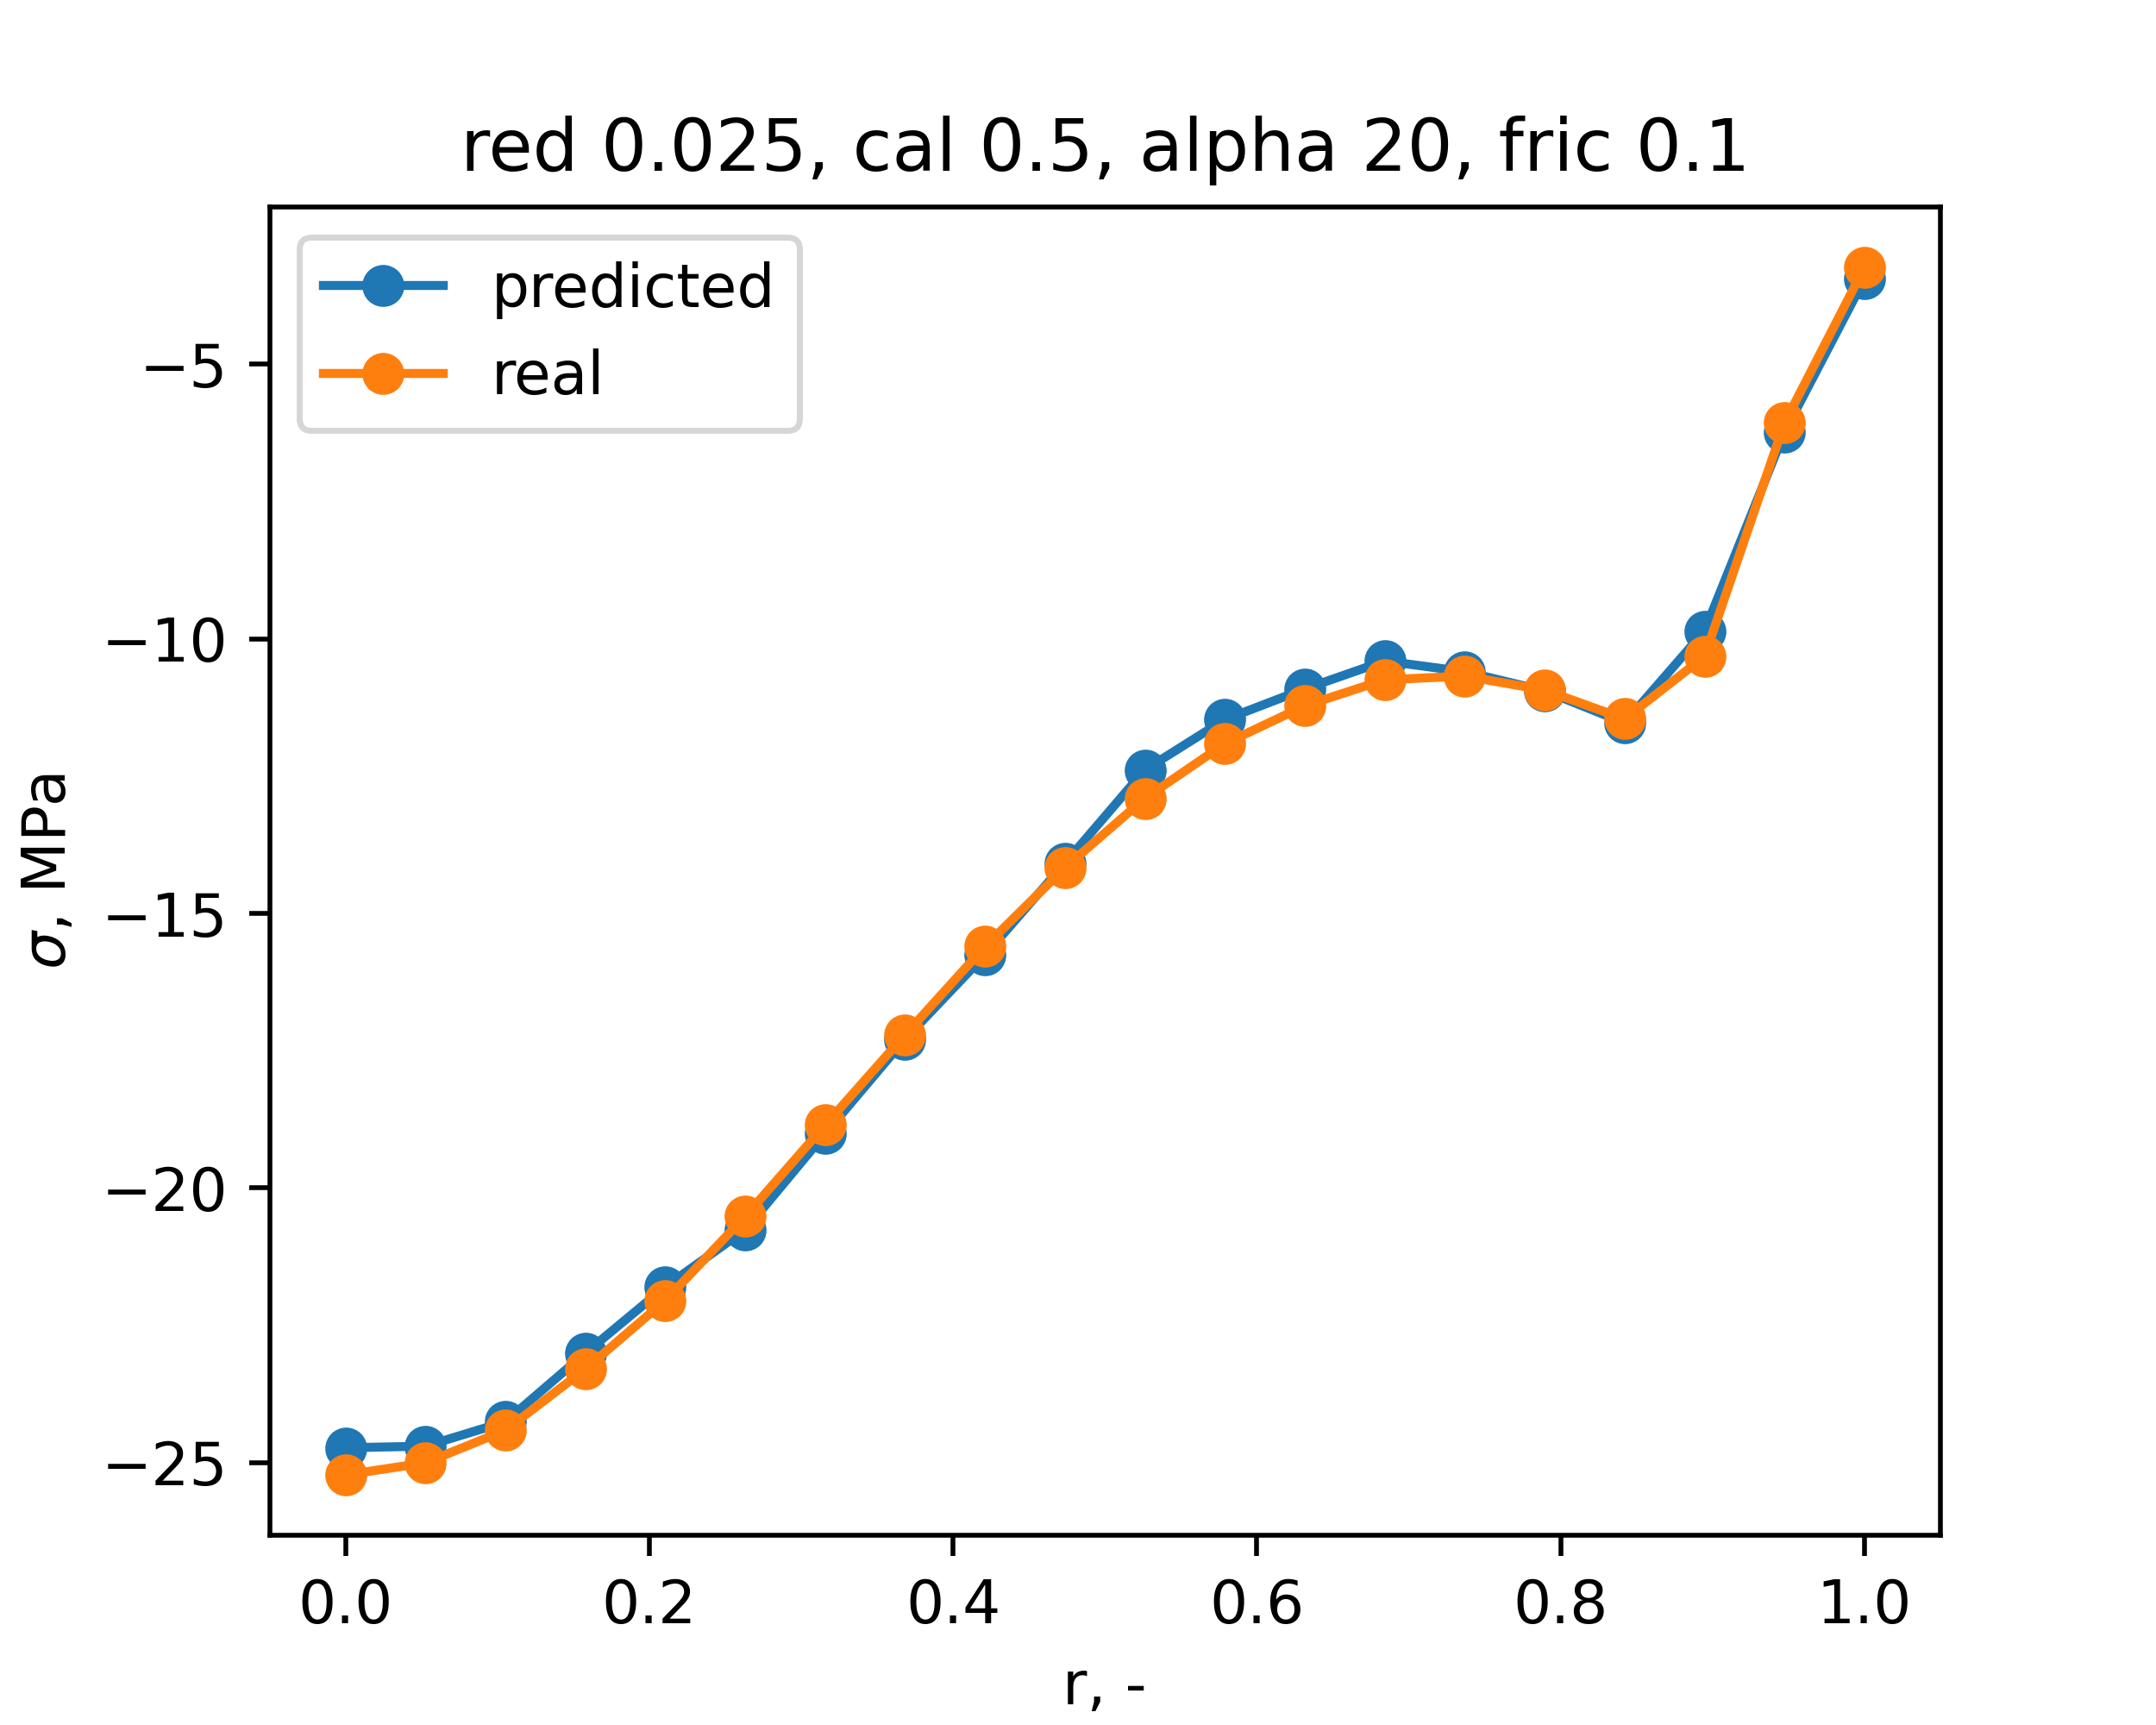 red 0.025, cal 0.5, alpha 20, fric 0.1
predicted
real
−5
−10
−15
−20
−25
σ, MPa
0.0 0.2 0.4 0.6 0.8 1.0
r, -